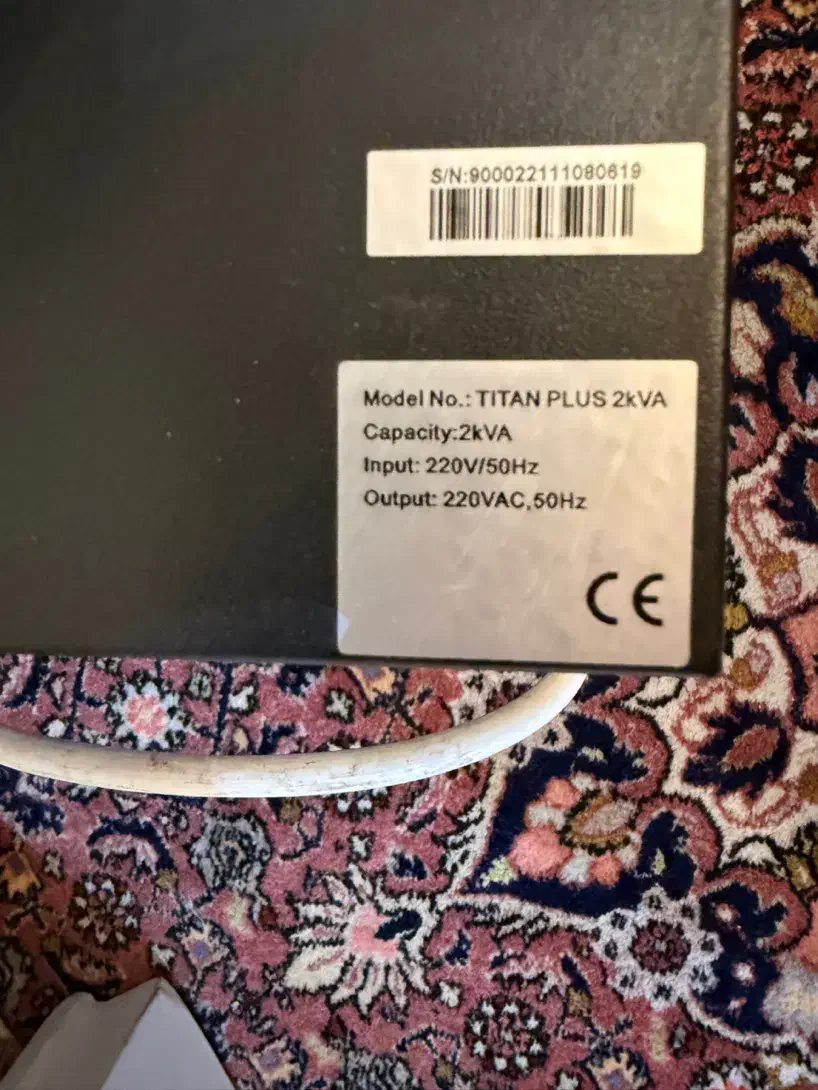 S/N:900022111080619
Model No.: TITAN PLUS 2kVA
Capacity:2kVA
Input: 220V/50Hz
Output: 220VAC,50Hz
CE